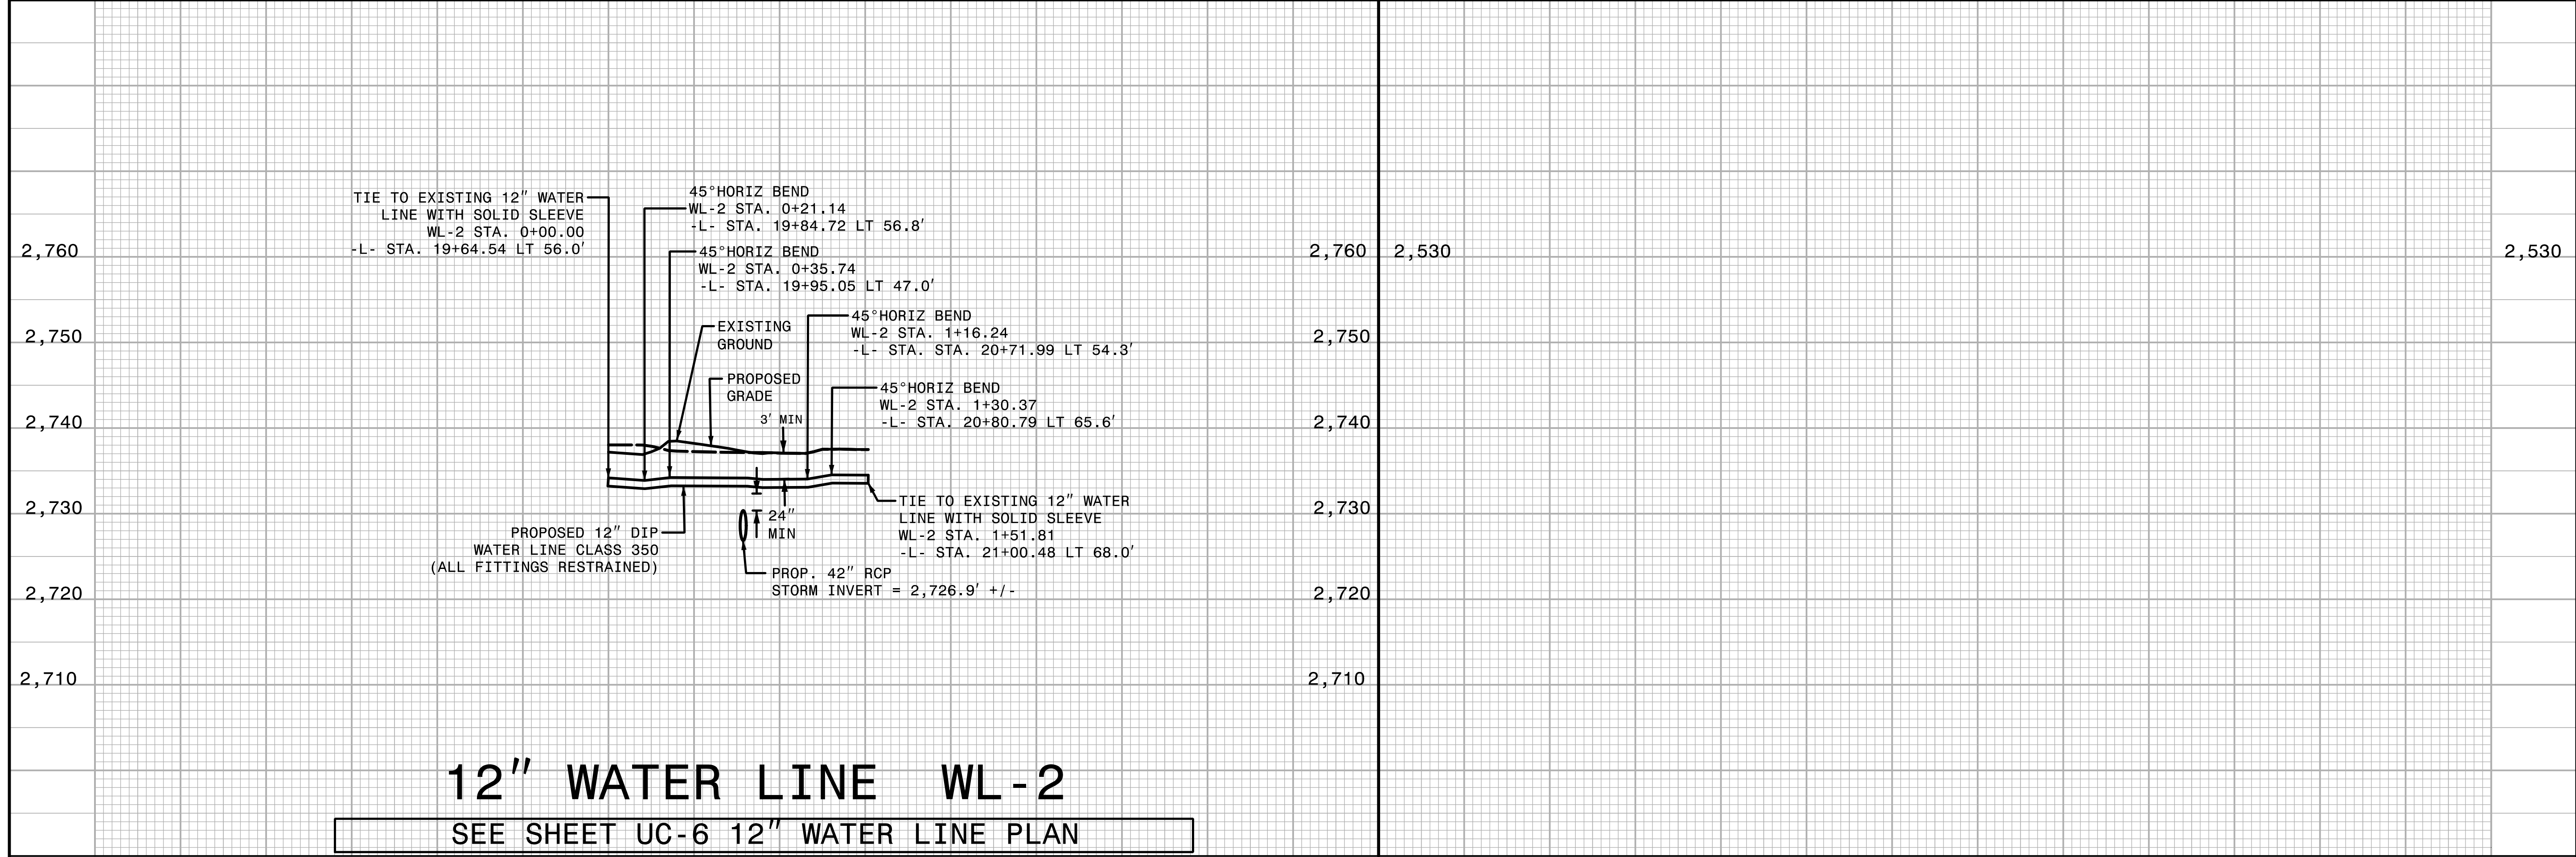 TIE TO EXISTING 12" WATER
LINE WITH SOLID SLEEVE
WL-2 STA. 0+00.00
-L- STA. 19+64.54 LT 56.0'
45°HORIZ BEND
WL-2 STA. 0+21.14
-L- STA. 19+84.72 LT 56.8'
45°HORIZ BEND
WL-2 STA. 0+35.74
-L- STA. 19+95.05 LT 47.0'
EXISTING
GROUND
45°HORIZ BEND
WL-2 STA. 1+16.24
-L- STA. STA. 20+71.99 LT 54.3'
PROPOSED
GRADE
3' MIN
45°HORIZ BEND
WL-2 STA. 1+30.37
-L- STA. 20+80.79 LT 65.6'
TIE TO EXISTING 12" WATER
LINE WITH SOLID SLEEVE
WL-2 STA. 1+51.81
-L- STA. 21+00.48 LT 68.0'
24"
MIN
PROPOSED 12" DIP
WATER LINE CLASS 350
(ALL FITTINGS RESTRAINED)
PROP. 42" RCP
STORM INVERT = 2,726.9' +/-
2,760
2,750
2,740
2,730
2,720
2,710
2,760
2,750
2,740
2,730
2,720
2,710
2,530
2,530
12" WATER LINE WL-2
SEE SHEET UC-6 12" WATER LINE PLAN